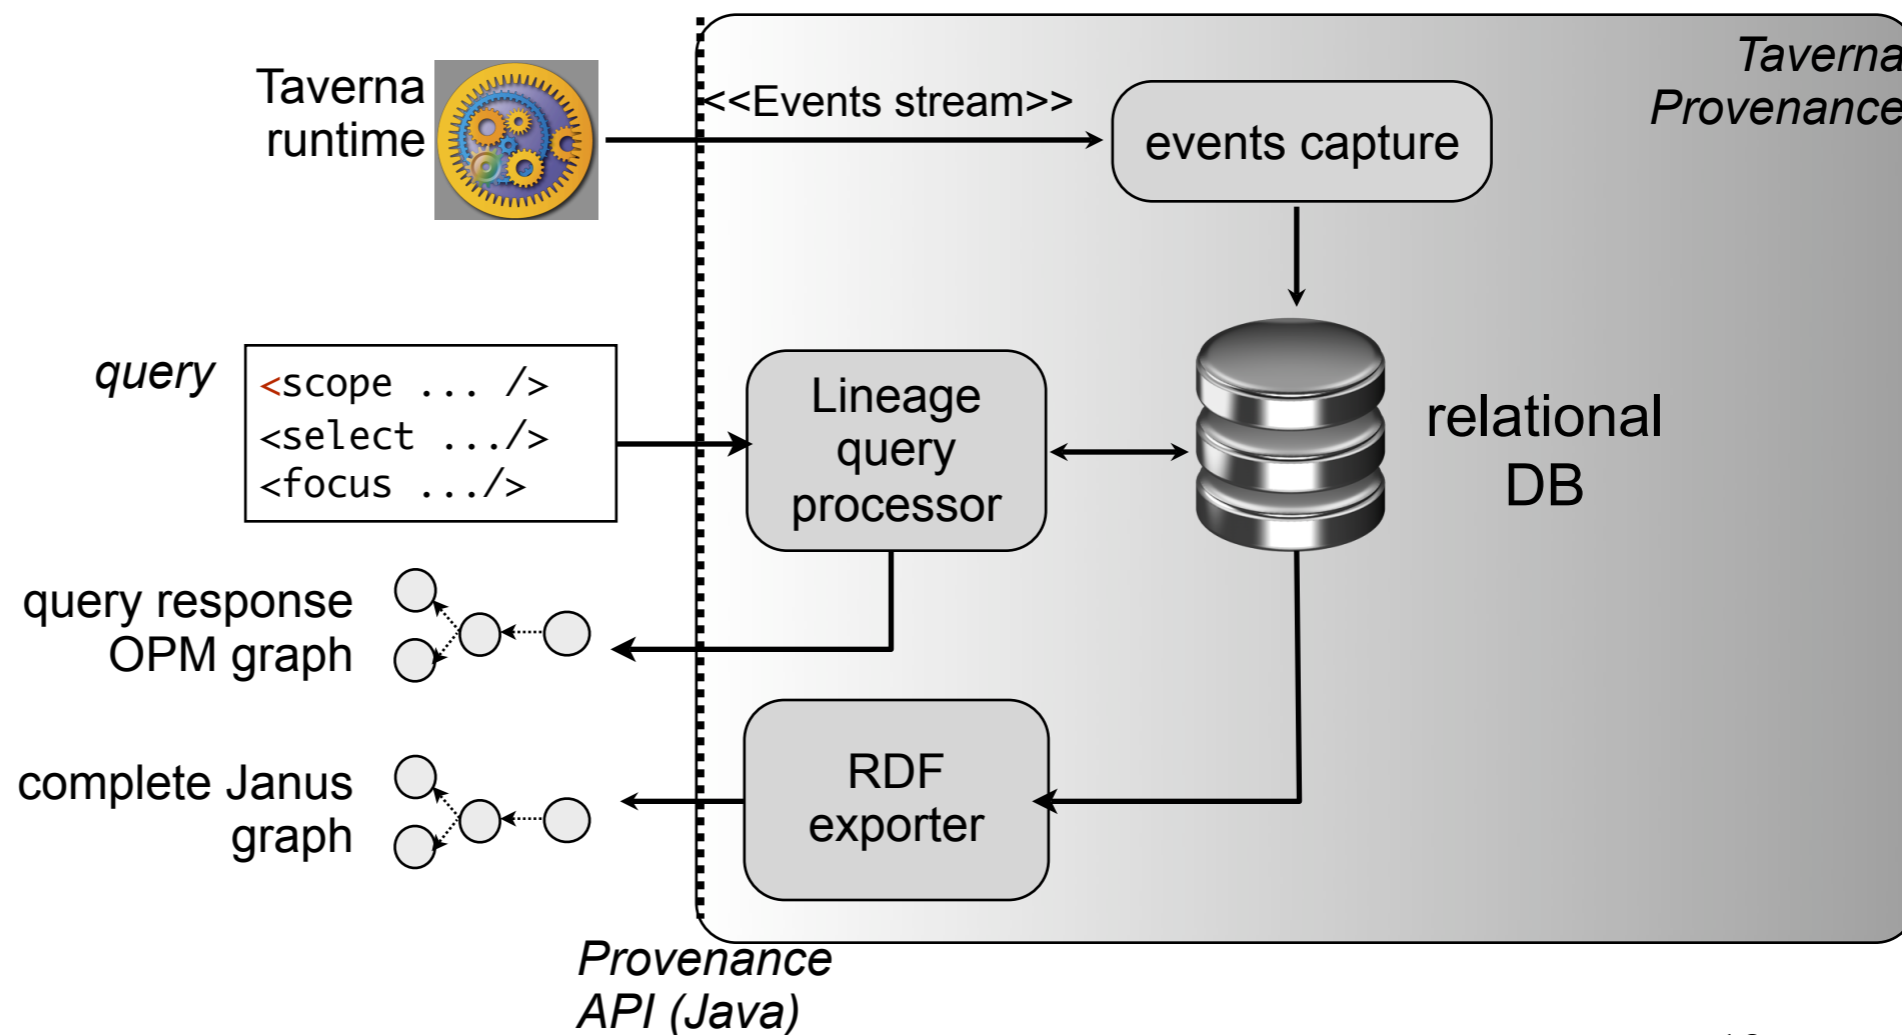 Taverna
Provenance
Taverna
runtime
<<Events stream>>
events capture
query
<scope ... />
<select .../>
<focus .../>
Lineage
query
processor
relational
DB
query response
OPM graph
complete Janus
graph
RDF
exporter
Provenance
API (Java)